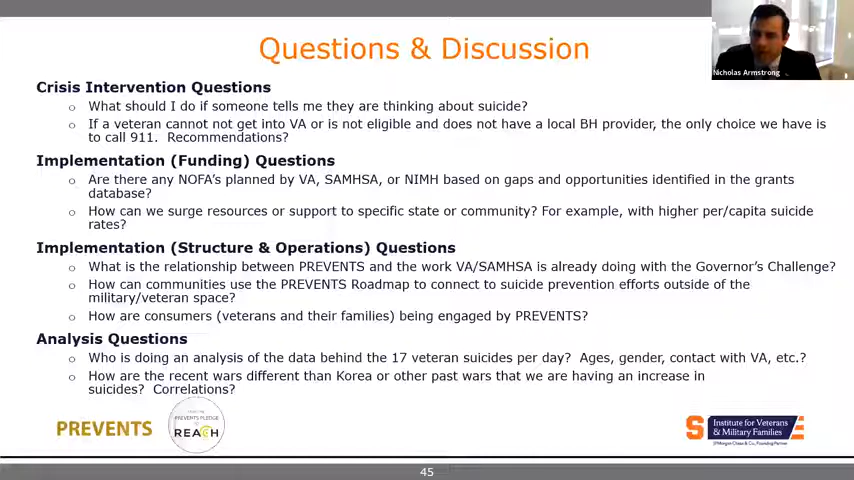 Questions & Discussion
Nicholas Armstrong
Crisis Intervention Questions
o What should I do if someone tells me they are thinking about suicide?
o If a veteran cannot not get into VA or is not eligible and does not have a local BH provider, the only choice we have is
to call 911. Recommendations?
Implementation (Funding) Questions
o Are there any NOFA's planned by VA, SAMHSA, or NIMH based on gaps and opportunities identified in the grants
database?
o How can we surge resources or support to specific state or community? For example, with higher per/capita suicide
rates?
Implementation (Structure & Operations) Questions
o What is the relationship between PREVENTS and the work VA/SAMHSA is already doing with the Governor's Challenge?
o How can communities use the PREVENTS Roadmap to connect to suicide prevention efforts outside of the
military/veteran space?
o How are consumers (veterans and their families) being engaged by PREVENTS?
Analysis Questions
o Who is doing an analysis of the data behind the 17 veteran suicides per day? Ages, gender, contact with VA, etc.?
o How are the recent wars different than Korea or other past wars that we are having an increase in
suicides? Correlations?
PREVENTS
PREVENTS PLEDGE
REACH
S Institute for Veterans
& Military Families
JPMorgan Chase & Co., Founding Partner
45